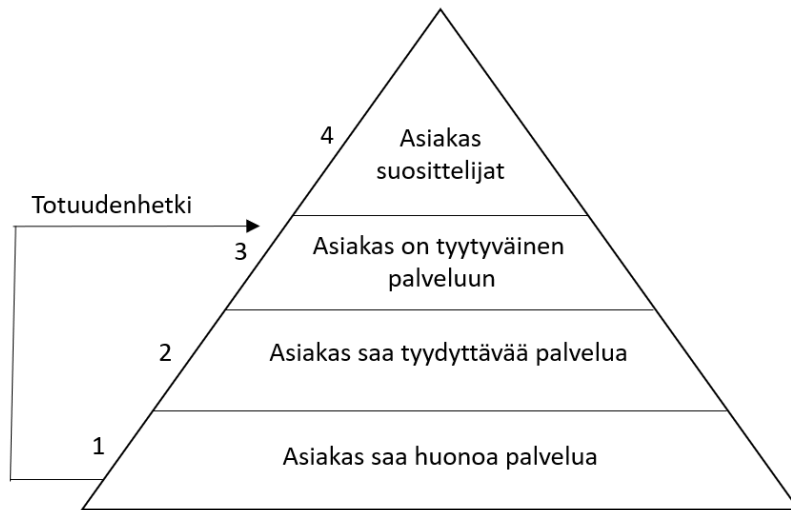 4
Asiakas
suosittelijat
Totuudenhetki
3
Asiakas on tyytyväinen
palveluun
2
Asiakas saa tyydyttävää palvelua
1
Asiakas saa huonoa palvelua